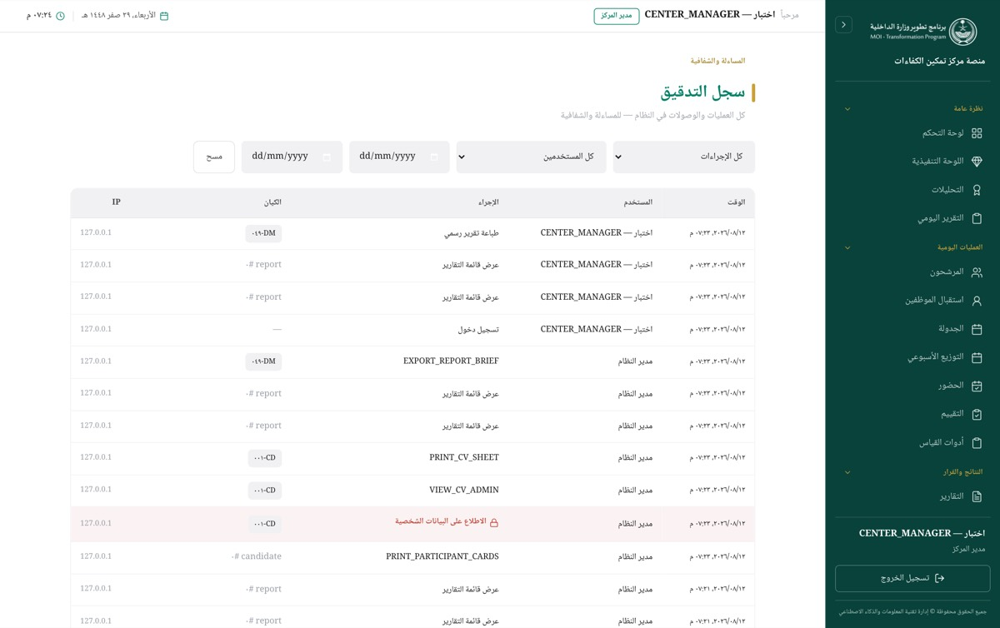 برنامج تطوير وزارة الداخلية
MOI - Transformation Program
منصة مركز تمكين الكفاءات
نظرة عامة
لوحة التحكم
اللوحة التنفيذية
التحليلات
التقرير اليومي
العمليات اليومية
المرشحون
استقبال الموظفين
الجدولة
التوزيع الأسبوعي
الحضور
التقييم
أدوات القياس
النتائج والقرار
التقارير
اختبار — CENTER_MANAGER
مدير المركز
تسجيل الخروج
جميع الحقوق محفوظة © إدارة تقنية المعلومات والذكاء الاصطناعي
مرحباً اختبار — CENTER_MANAGER مدير المركز
الأربعاء، ٢٩ صفر ١٤٤٨ هـ ٠٧:٢٤ م
المساءلة والشفافية
سجل التدقيق
كل العمليات والوصولات في النظام — للمساءلة والشفافية
كل الإجراءات كل المستخدمين dd/mm/yyyy dd/mm/yyyy مسح
الوقت المستخدم الإجراء الكيان IP
٢٠٢٦/٠٨/١٢، ٠٧:٢٣ م اختبار — CENTER_MANAGER طباعة تقرير رسمي DM-٠٤٩ 127.0.0.1
٢٠٢٦/٠٨/١٢، ٠٧:٢٣ م اختبار — CENTER_MANAGER عرض قائمة التقارير report #٠ 127.0.0.1
٢٠٢٦/٠٨/١٢، ٠٧:٢٣ م اختبار — CENTER_MANAGER عرض قائمة التقارير report #٠ 127.0.0.1
٢٠٢٦/٠٨/١٢، ٠٧:٢٣ م اختبار — CENTER_MANAGER تسجيل دخول — 127.0.0.1
٢٠٢٦/٠٨/١٢، ٠٧:٢٣ م مدير النظام EXPORT_REPORT_BRIEF DM-٠٤٩ 127.0.0.1
٢٠٢٦/٠٨/١٢، ٠٧:٢٣ م مدير النظام عرض قائمة التقارير report #٠ 127.0.0.1
٢٠٢٦/٠٨/١٢، ٠٧:٢٣ م مدير النظام عرض قائمة التقارير report #٠ 127.0.0.1
٢٠٢٦/٠٨/١٢، ٠٧:٢٣ م مدير النظام PRINT_CV_SHEET CD-٠٠١ 127.0.0.1
٢٠٢٦/٠٨/١٢، ٠٧:٢٣ م مدير النظام VIEW_CV_ADMIN CD-٠٠١ 127.0.0.1
٢٠٢٦/٠٨/١٢، ٠٧:٢٣ م مدير النظام الاطلاع على البيانات الشخصية CD-٠٠١ 127.0.0.1
٢٠٢٦/٠٨/١٢، ٠٧:٢٣ م مدير النظام PRINT_PARTICIPANT_CARDS candidate #٠ 127.0.0.1
٢٠٢٦/٠٨/١٢، ٠٧:٢١ م مدير النظام عرض قائمة التقارير report #٠ 127.0.0.1
٢٠٢٦/٠٨/١٢، ٠٧:٢١ م مدير النظام عرض قائمة التقارير report #٠ 127.0.0.1